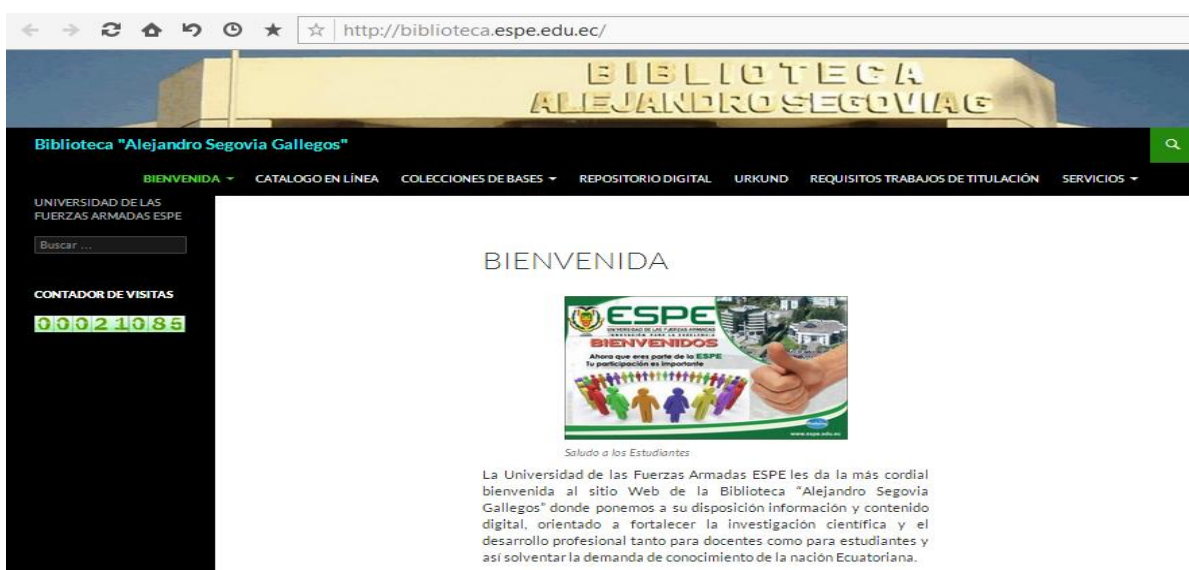 http://biblioteca.espe.edu.ec/
BIBLIOTECA
ALEJANDRO SEGOVIA G
Biblioteca "Alejandro Segovia Gallegos"
BIENVENIDA CATALOGO EN LÍNEA COLECCIONES DE BASES REPOSITORIO DIGITAL URKUND REQUISITOS TRABAJOS DE TITULACIÓN SERVICIOS
UNIVERSIDAD DE LAS
FUERZAS ARMADAS ESPE
Buscar ...
CONTADOR DE VISITAS
00021085
BIENVENIDA
ESPE
UNIVERSIDAD DE LAS FUERZAS ARMADAS
INNOVACIÓN PARA LA EXCELENCIA
BIENVENIDOS
Ahora que eres parte de la ESPE
Tu participación es importante
www.espe.edu.ec
Saludo a los Estudiantes
La Universidad de las Fuerzas Armadas ESPE les da la más cordial
bienvenida al sitio Web de la Biblioteca "Alejandro Segovia
Gallegos" donde ponemos a su disposición información y contenido
digital, orientado a fortalecer la investigación científica y el
desarrollo profesional tanto para docentes como para estudiantes y
así solventar la demanda de conocimiento de la nación Ecuatoriana.